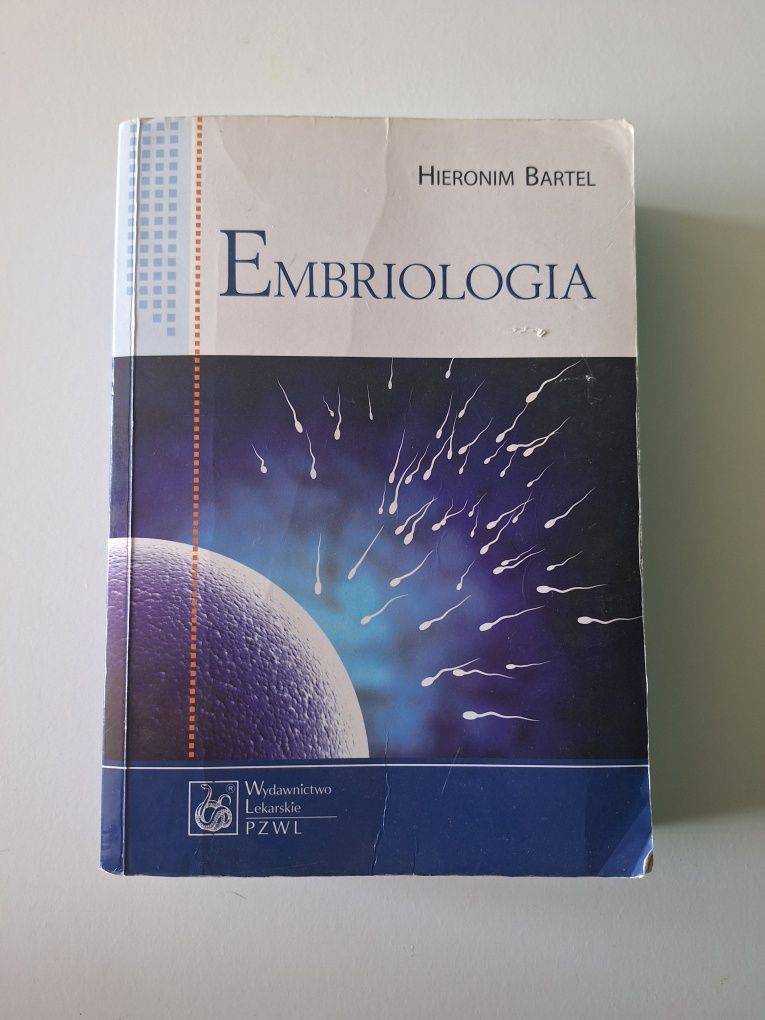 HIERONIM BARTEL
EMBRIOLOGIA
®
Wydawnictwo
Lekarskie
PZWL